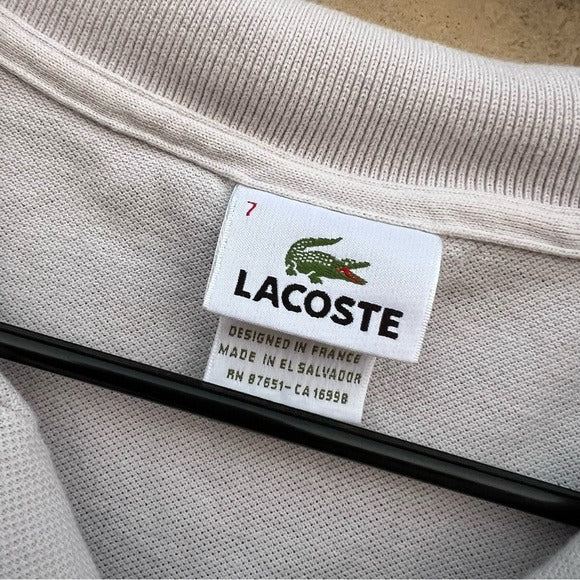 7
LACOSTE
DESIGNED IN FRANCE
MADE IN EL SALVADOR
RN 87651-CA 16998